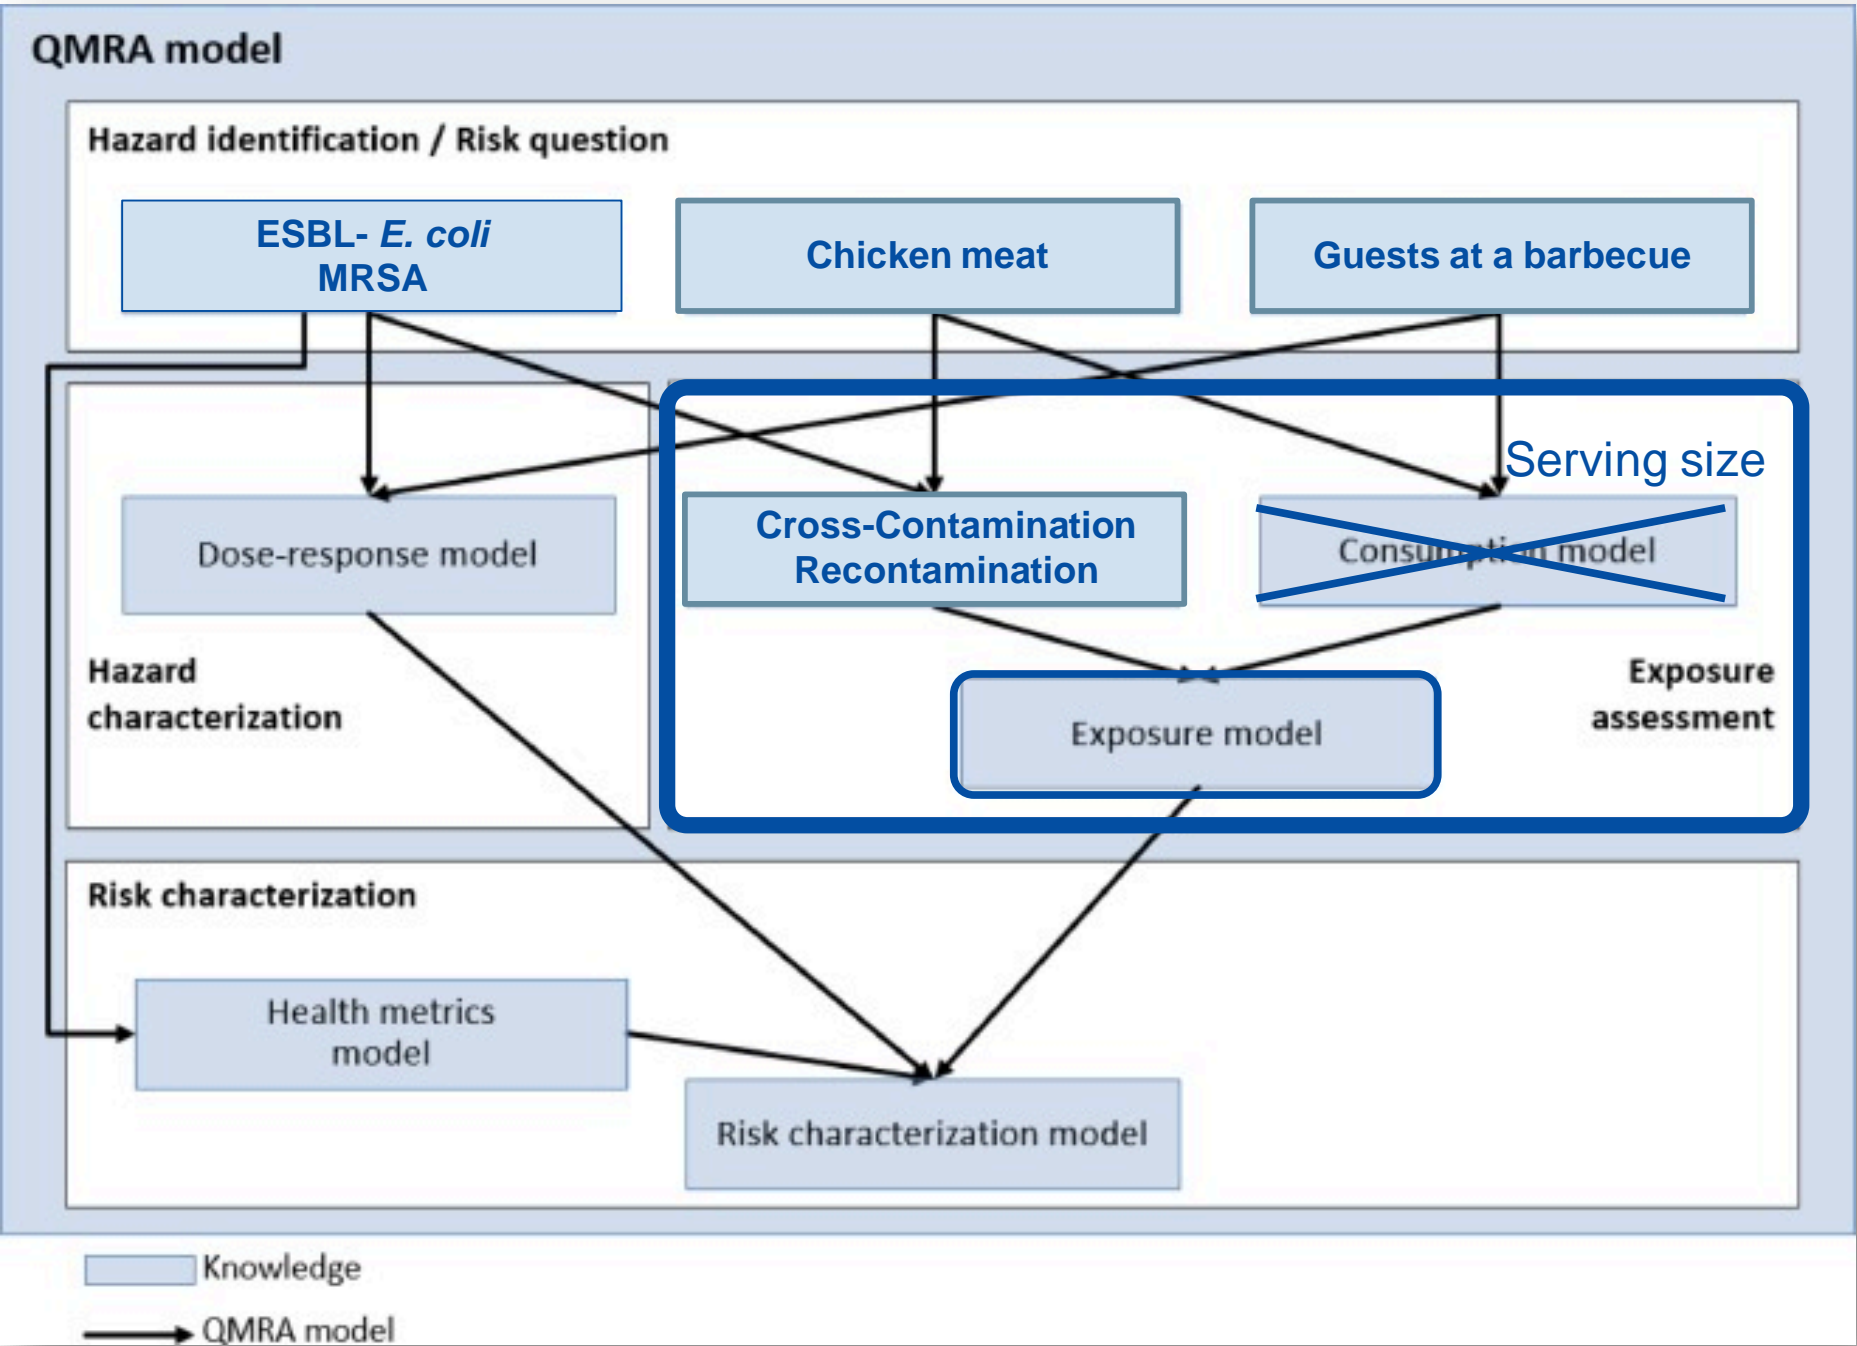 QMRA model
Hazard identification / Risk question
ESBL- E. coli
MRSA
Chicken meat
Guests at a barbecue
Serving size
Dose-response model
Cross-Contamination
Recontamination
Consumption model
Hazard
characterization
Exposure model
Exposure
assessment
Risk characterization
Health metrics
model
Risk characterization model
Knowledge
QMRA model